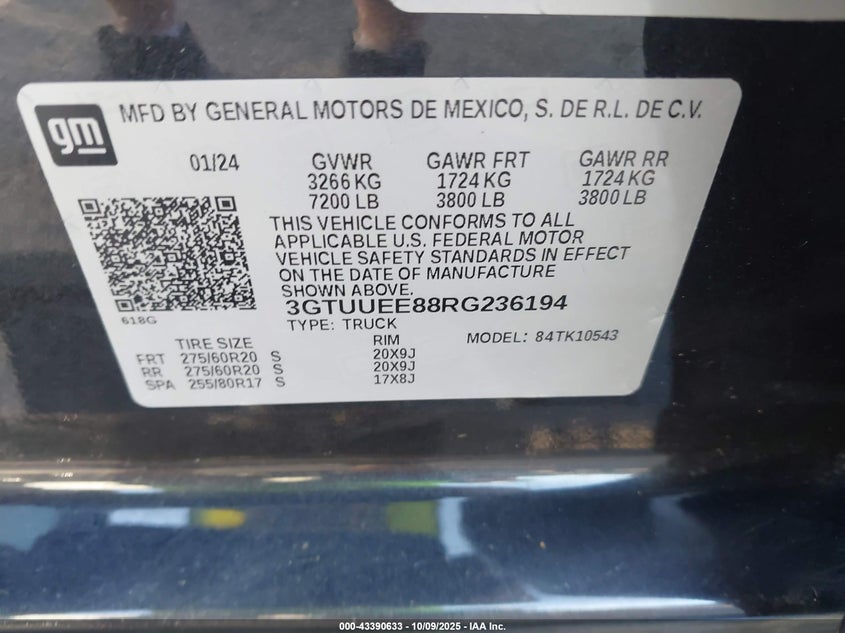 gm
MFD BY GENERAL MOTORS DE MEXICO, S. DE R.L. DE C.V.
01/24 GVWR GAWR FRT GAWR RR
3266 KG 1724 KG 1724 KG
7200 LB 3800 LB 3800 LB
THIS VEHICLE CONFORMS TO ALL
APPLICABLE U.S. FEDERAL MOTOR
VEHICLE SAFETY STANDARDS IN EFFECT
ON THE DATE OF MANUFACTURE
SHOWN ABOVE.
3GTUUEE88RG236194
618G
TYPE: TRUCK
TIRE SIZE RIM MODEL: 84TK10543
FRT 275/60R20 S 20X9J
RR 275/60R20 S 20X9J
SPA 255/80R17 S 17X8J
000-43390633 - 10/09/2025 - IAA Inc.